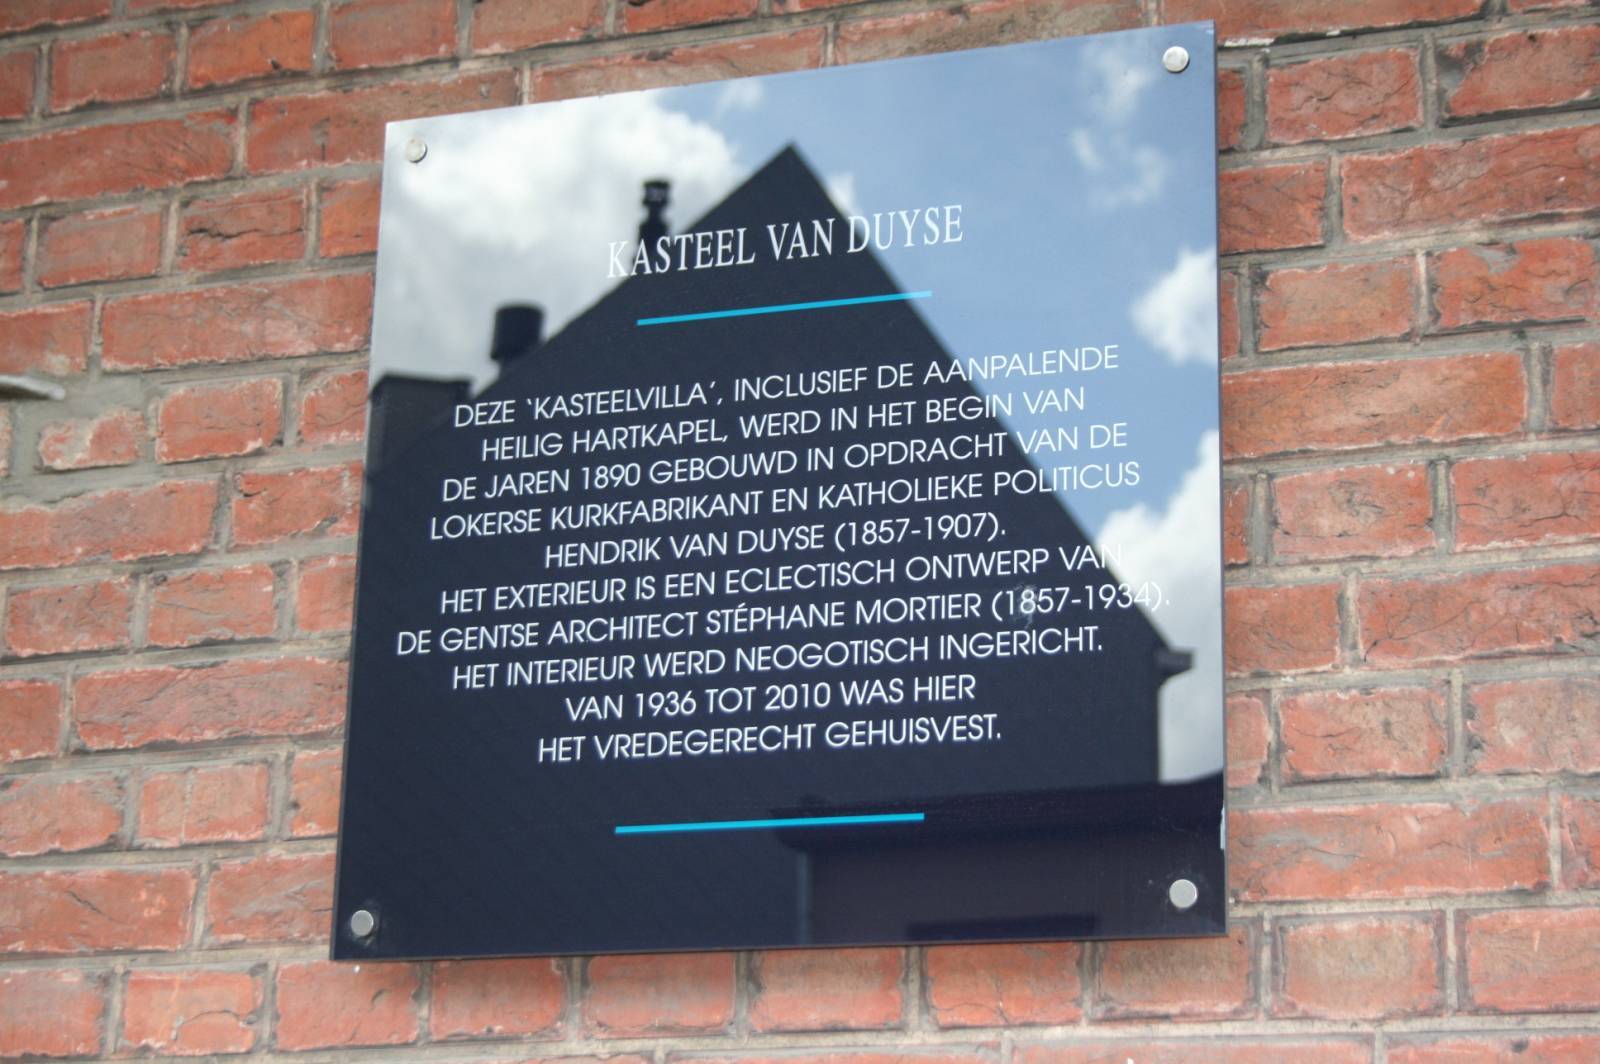 KASTEEL VAN DUYSE
DEZE ‘KASTEELVILLA’, INCLUSIEF DE AANPALENDE
HEILIG HARTKAPEL, WERD IN HET BEGIN VAN
DE JAREN 1890 GEBOUWD IN OPDRACHT VAN DE
LOKERSE KURKFABRIKANT EN KATHOLIEKE POLITICUS
HENDRIK VAN DUYSE (1857-1907).
HET EXTERIEUR IS EEN ECLECTISCH ONTWERP VAN
DE GENTSE ARCHITECT STÉPHANE MORTIER (1857-1934).
HET INTERIEUR WERD NEOGOTISCH INGERICHT.
VAN 1936 TOT 2010 WAS HIER
HET VREDEGERECHT GEHUISVEST.